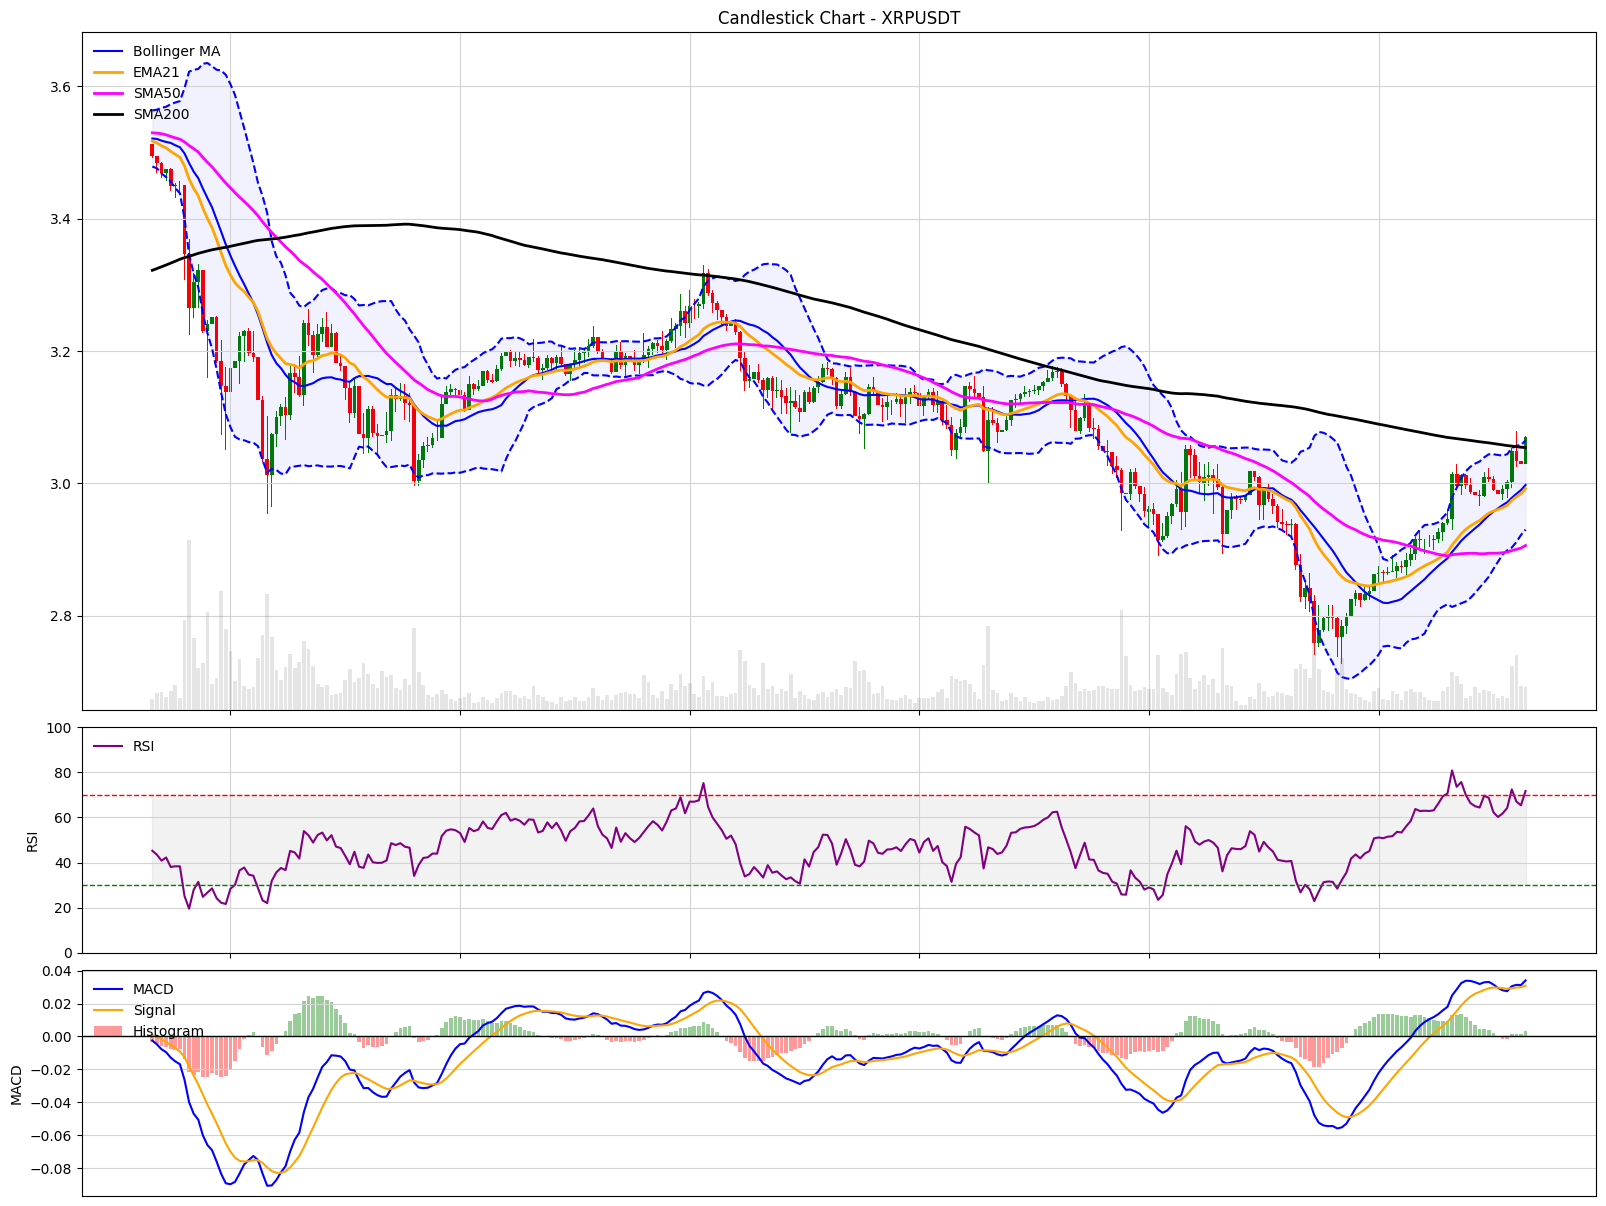 Candlestick Chart - XRPUSDT
Bollinger MA
EMA21
SMA50
SMA200
3.6
3.4
3.2
3.0
2.8
RSI
100
80
60
40
20
0
RSI
MACD
Signal
Histogram
0.04
0.02
0.00
−0.02
−0.04
−0.06
−0.08
MACD